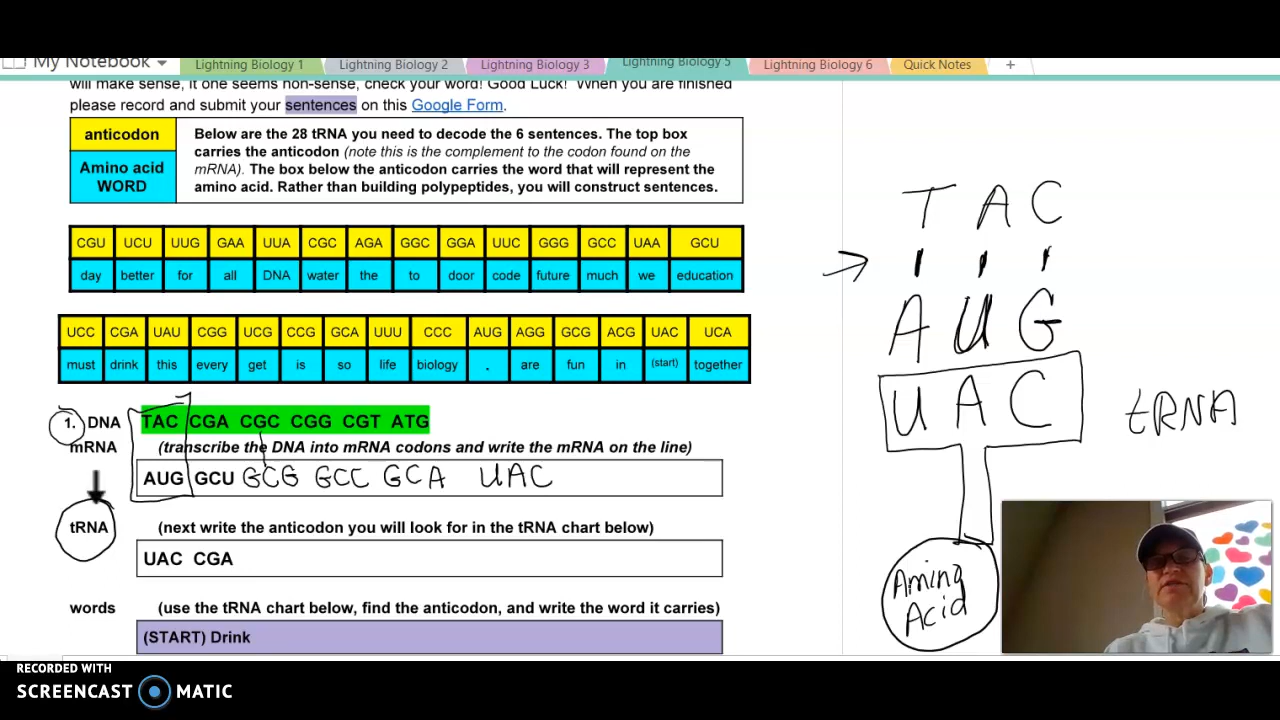 My Notebook
Lightning Biology 1
Lightning Biology 2
Lightning Biology 3
Lightning Biology 5
Lightning Biology 6
Quick Notes
+
will make sense, if one seems non-sense, check your word! Good Luck! When you are finished
please record and submit your sentences on this Google Form.
anticodon
Amino acid
WORD
Below are the 28 tRNA you need to decode the 6 sentences. The top box
carries the anticodon (note this is the complement to the codon found on the
mRNA). The box below the anticodon carries the word that will represent the
amino acid. Rather than building polypeptides, you will construct sentences.
CGU UCU UUG GAA UUA CGC AGA GGC GGA UUC GGG GCC UAA GCU
day better for all DNA water the to door code future much we education
UCC CGA UAU CGG UCG CCG GCA UUU CCC AUG AGG GCG ACG UAC UCA
must drink this every get is so life biology . are fun in (start) together
1. DNA TAC CGA CGC CGG CGT ATG
mRNA (transcribe the DNA into mRNA codons and write the mRNA on the line)
AUG GCU GCG GCC GCA UAC
tRNA (next write the anticodon you will look for in the tRNA chart below)
UAC CGA
words (use the tRNA chart below, find the anticodon, and write the word it carries)
(START) Drink
T A C
A U G
U A C
tRNA
Amino
Acid
RECORDED WITH
SCREENCAST MATIC